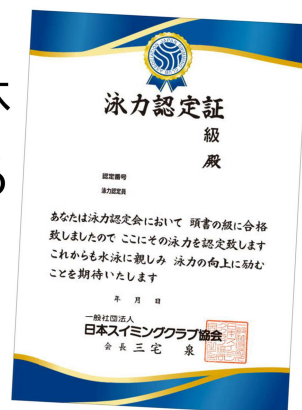 泳力認定証
級
殿
認定番号
泳力認定員
あなたは泳力認定会において 頭書の級に合格
致しましたので ここにその泳力を認定致します
これからも水泳に親しみ 泳力の向上に励む
ことを期待いたします
年 月 日
一般社団法人
日本スイミングクラブ協会
会長 三宅 泉